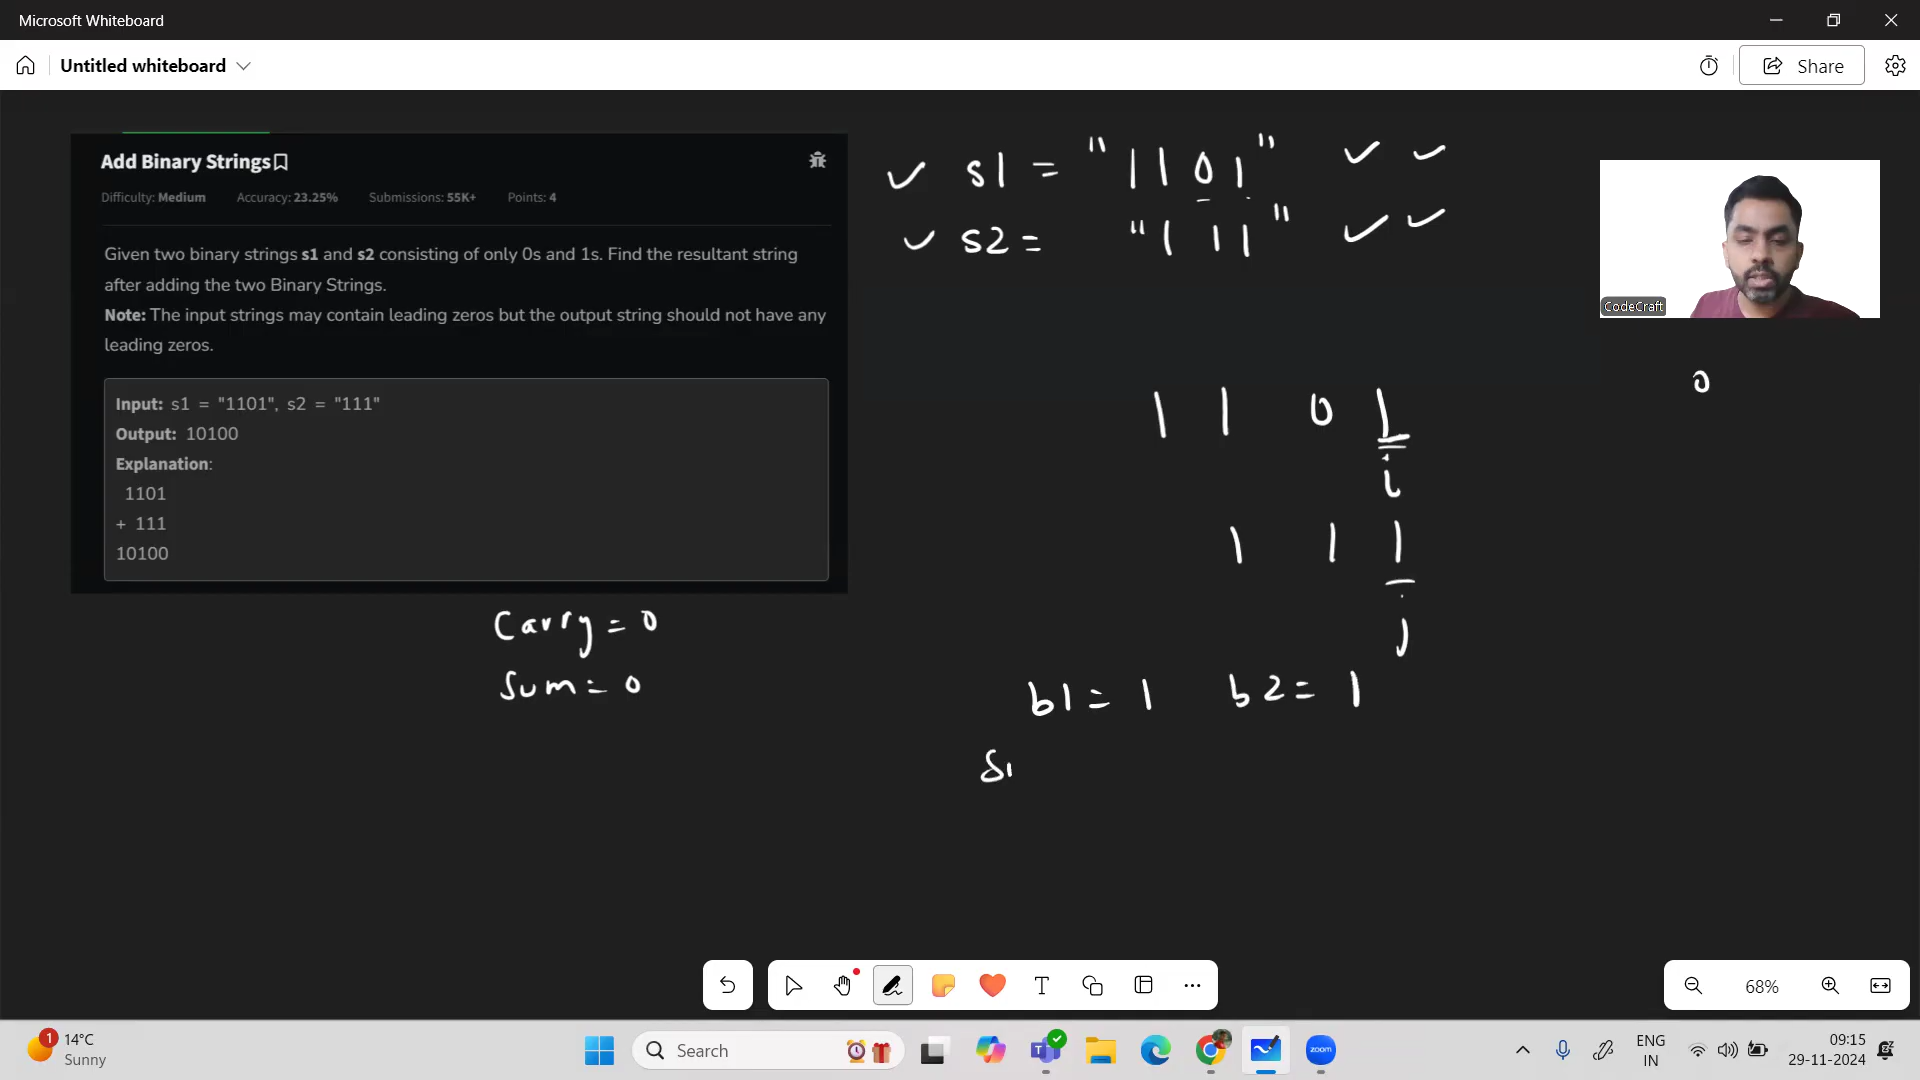 Microsoft Whiteboard
Untitled whiteboard
Share
Add Binary Strings
Difficulty: Medium Accuracy: 23.25% Submissions: 55K+ Points: 4
Given two binary strings s1 and s2 consisting of only 0s and 1s. Find the resultant string
after adding the two Binary Strings.
Note: The input strings may contain leading zeros but the output string should not have any
leading zeros.
Input: s1 = "1101", s2 = "111"
Output: 10100
Explanation:
1101
+ 111
10100
s1 = "1101"
s2 = "111"
CodeCraft
0
1 1 0 1
i
1 1 1
j
Carry = 0
Sum = 0
b1 = 1 b2 = 1
Sı
68%
1
14°C
Sunny
Search
zoom
ENG
IN
09:15
29-11-2024